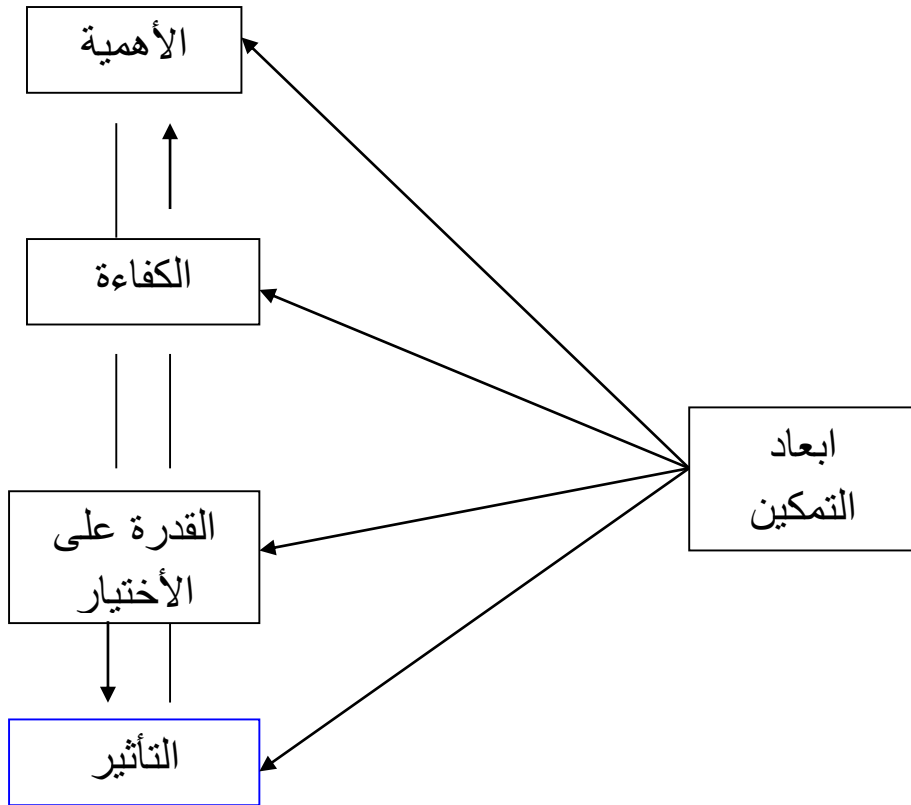 الأهمية
الكفاءة
ابعاد
التمكين
القدرة على
الأختيار
التأثير